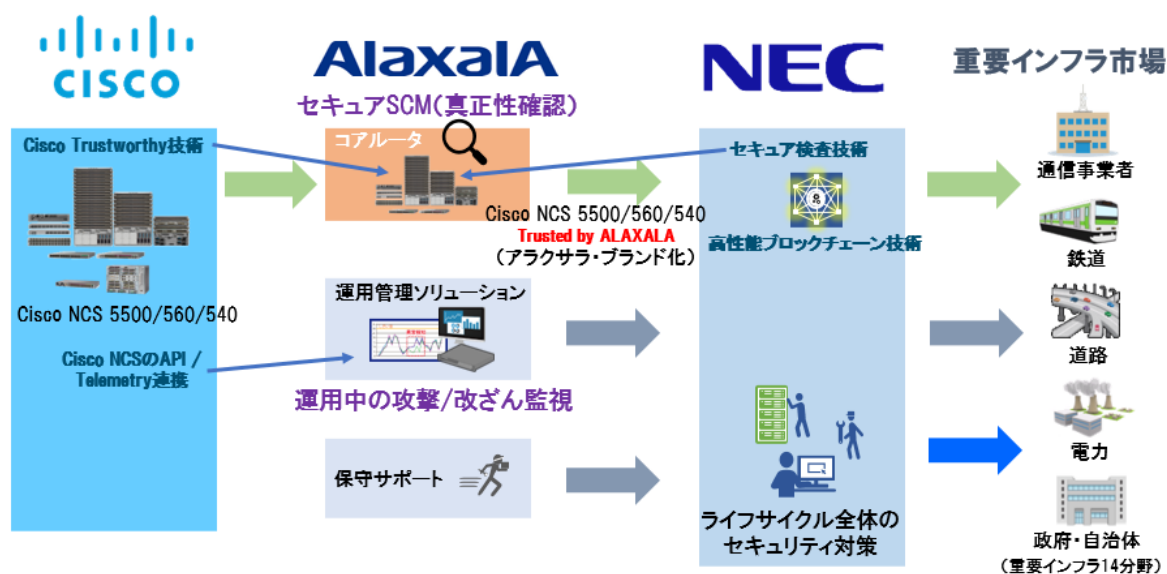 CISCO
AlaxalA
NEC
重要インフラ市場
セキュアSCM(真正性確認)
Cisco Trustworthy技術
コアルータ
セキュア検査技術
通信事業者
Cisco NCS 5500/560/540
Trusted by ALAXALA
(アラクサラ・ブランド化)
高性能ブロックチェーン技術
鉄道
Cisco NCS 5500/560/540
運用管理ソリューション
Cisco NCSのAPI /
Telemetry連携
道路
運用中の攻撃/改ざん監視
電力
保守サポート
ライフサイクル全体の
セキュリティ対策
政府・自治体
(重要インフラ14分野)